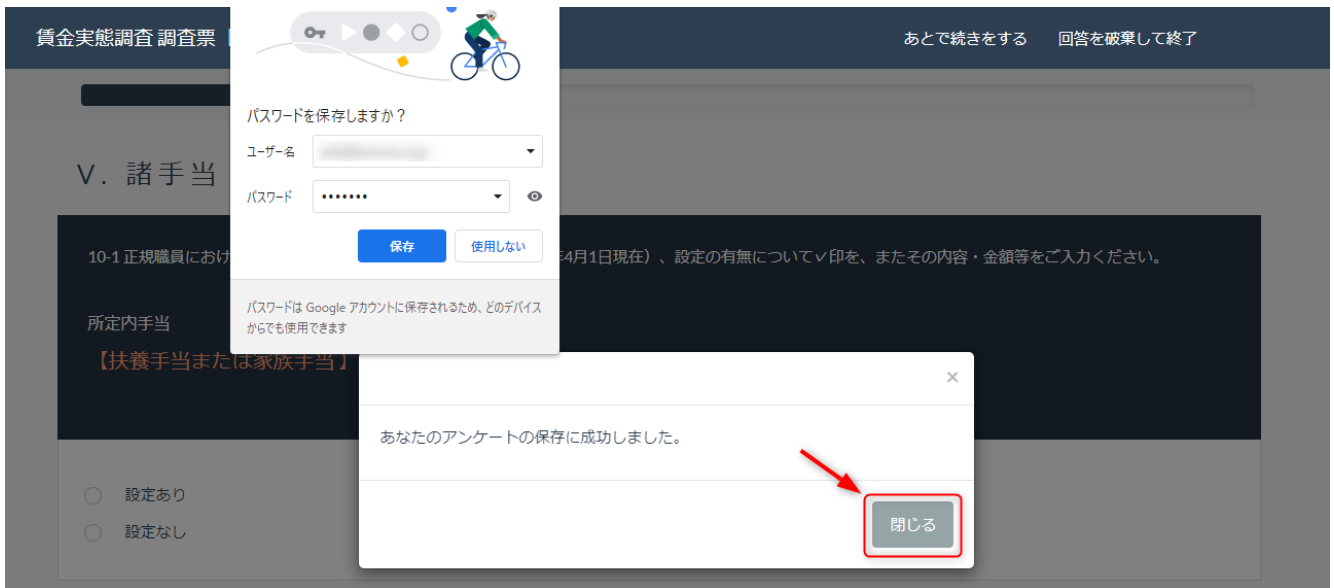 賃金実態調査 調査票
あとで続きをする 回答を破棄して終了
パスワードを保存しますか？
ユーザー名
パスワード •••••••
保存 使用しない
パスワードは Google アカウントに保存されるため、どのデバイス
からでも使用できます
V. 諸手当
10-1 正規職員におけ
4月1日現在）、設定の有無について✓印を、またその内容・金額等をご入力ください。
所定内手当
【扶養手当または家族手当】
×
あなたのアンケートの保存に成功しました。
閉じる
設定あり
設定なし